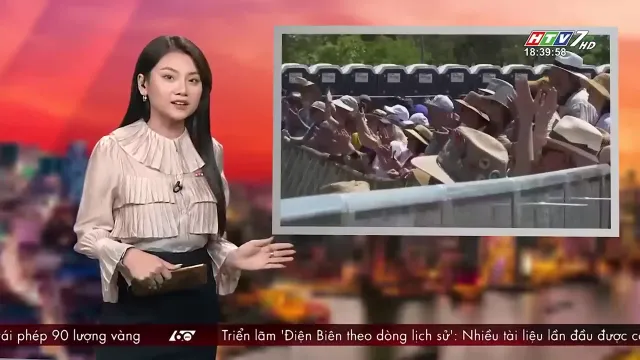 HTV7 HD
18:39:58
ái phép 90 lượng vàng 60 Triển lãm 'Điện Biên theo dòng lịch sử': Nhiều tài liệu lần đầu được c